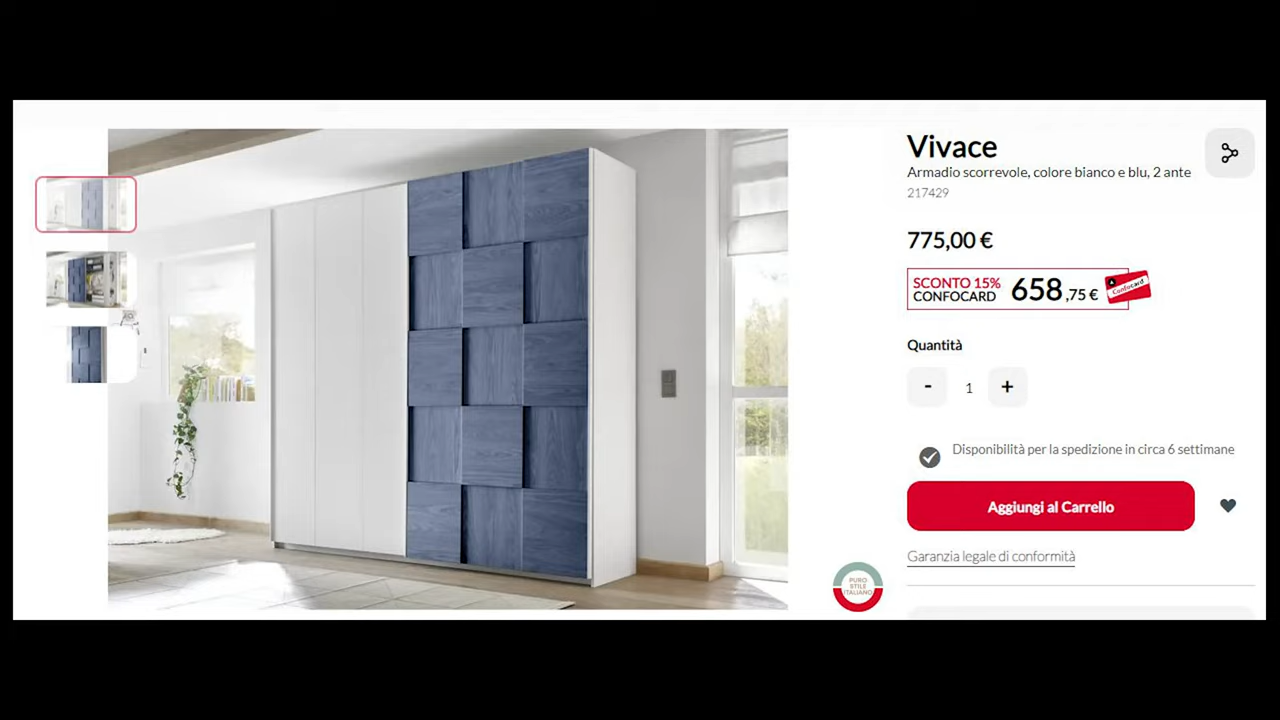 Vivace
Armadio scorrevole, colore bianco e blu, 2 ante
217429
775,00 €
SCONTO 15%
CONFOCARD
658,75 €
Confocard
Quantità
- 1 +
Disponibilità per la spedizione in circa 6 settimane
Aggiungi al Carrello
Garanzia legale di conformità
PURO
STILE
ITALIANO